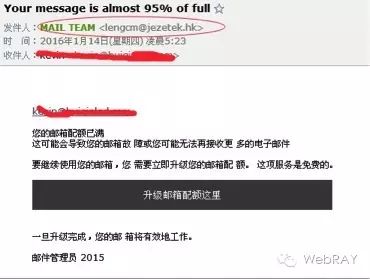 Your message is almost 95% of full ☆
发件人：MAIL TEAM <lengcm@jezetek.hk>
时 间：2016年1月14日(星期四) 凌晨5:23
收件人：
您的邮箱配额已满
这可能会导致您的邮箱故 障或您可能无法再接收更 多的电子邮件
要继续使用您的邮箱，您 需要立即升级您的邮箱配 额。 这项服务是免费的。
升级邮箱配额这里
一旦升级完成，您的邮 箱将有效地工作。
邮件管理员 2015
WebRAY